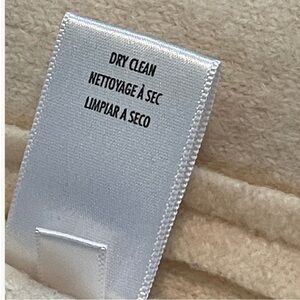 DRY CLEAN
NETTOYAGE À SEC
LIMPIAR A SECO